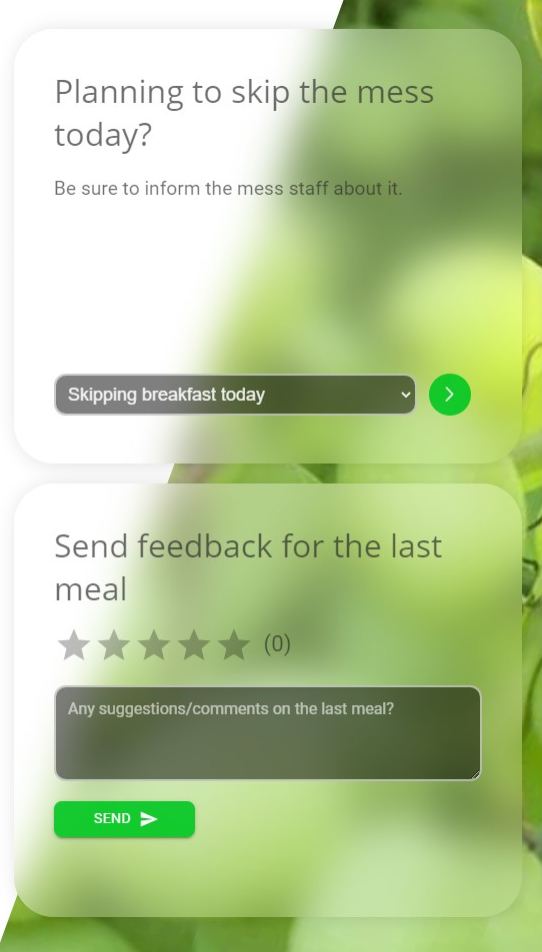 Planning to skip the mess
today?
Be sure to inform the mess staff about it.
Skipping breakfast today
Send feedback for the last
meal
(0)
Any suggestions/comments on the last meal?
SEND